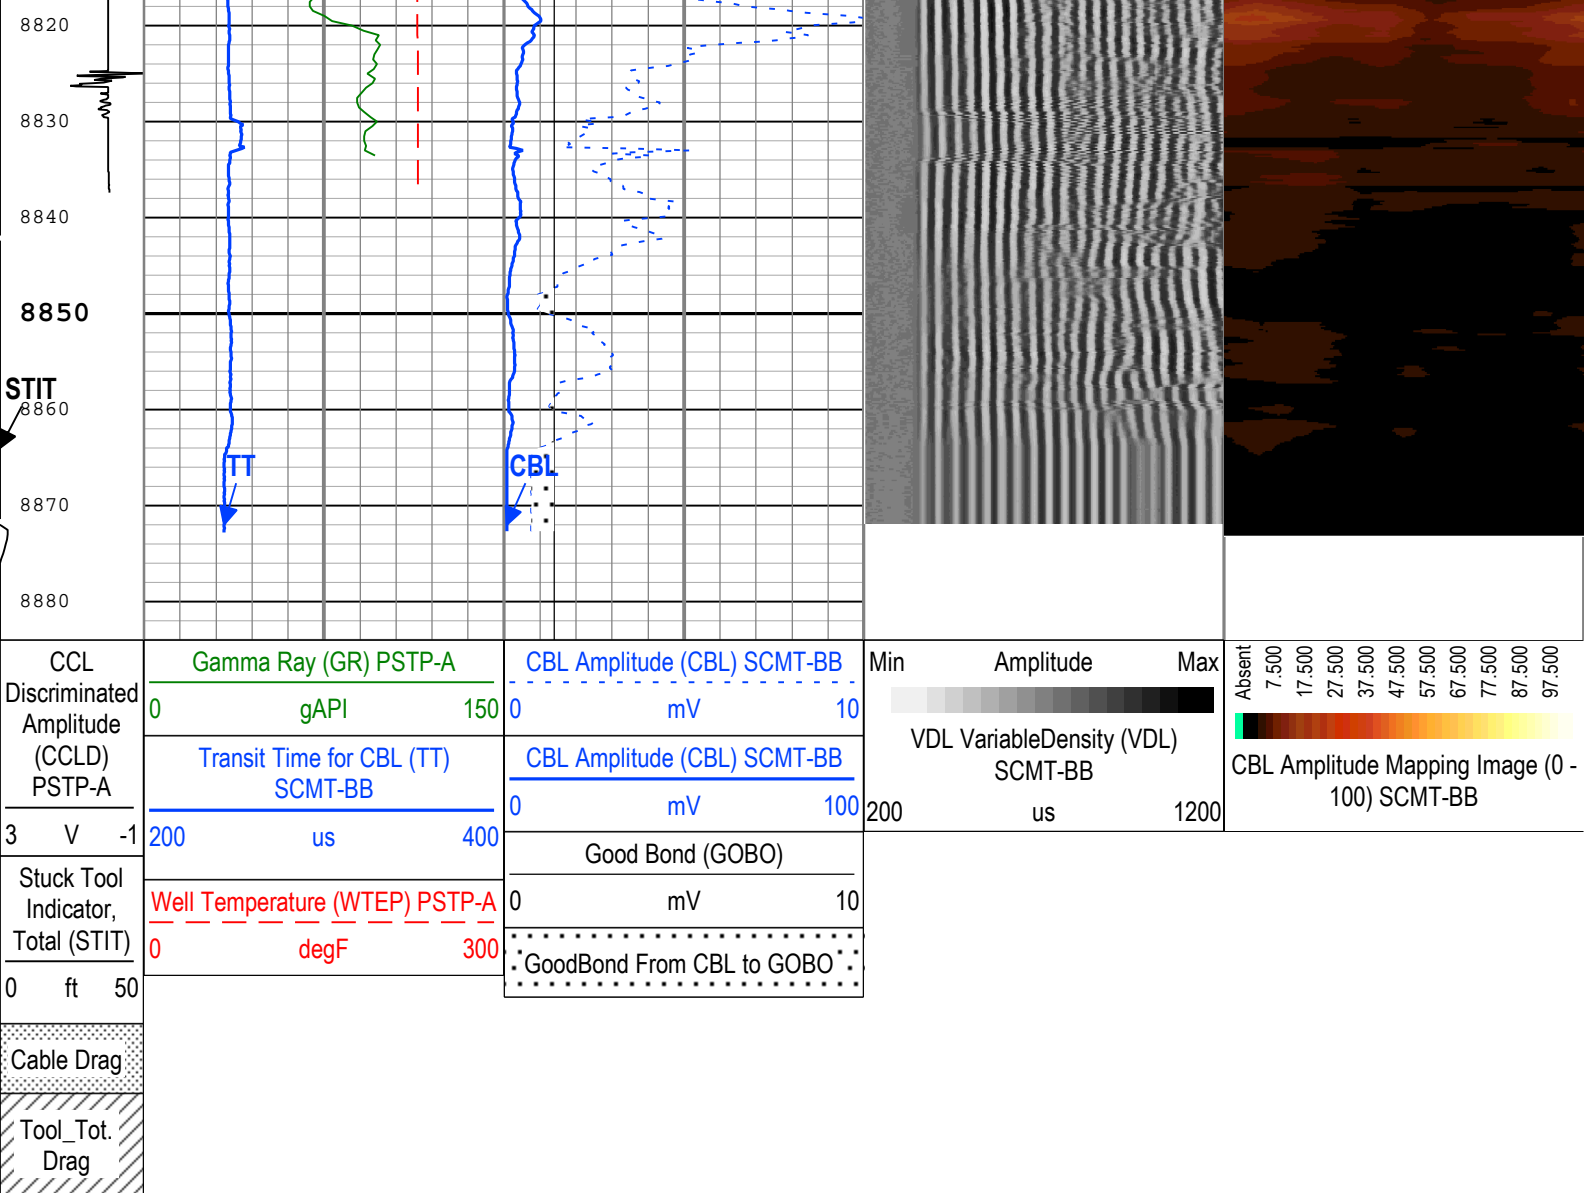 8820
8830
8840
8850
STIT
8860
TT
CBL
8870
8880
CCL
Discriminated
Amplitude
(CCLD)
PSTP-A
3 V -1
Stuck Tool
Indicator,
Total (STIT)
0 ft 50
Cable Drag
Tool_Tot.
Drag
Gamma Ray (GR) PSTP-A
0 gAPI 150
Transit Time for CBL (TT)
SCMT-BB
200 us 400
Well Temperature (WTEP) PSTP-A
0 degF 300
CBL Amplitude (CBL) SCMT-BB
0 mV 10
CBL Amplitude (CBL) SCMT-BB
0 mV 100
Good Bond (GOBO)
0 mV 10
GoodBond From CBL to GOBO
Min Amplitude Max
VDL VariableDensity (VDL)
SCMT-BB
200 us 1200
Absent
7.500
17.500
27.500
37.500
47.500
57.500
67.500
77.500
87.500
97.500
CBL Amplitude Mapping Image (0 -
100) SCMT-BB